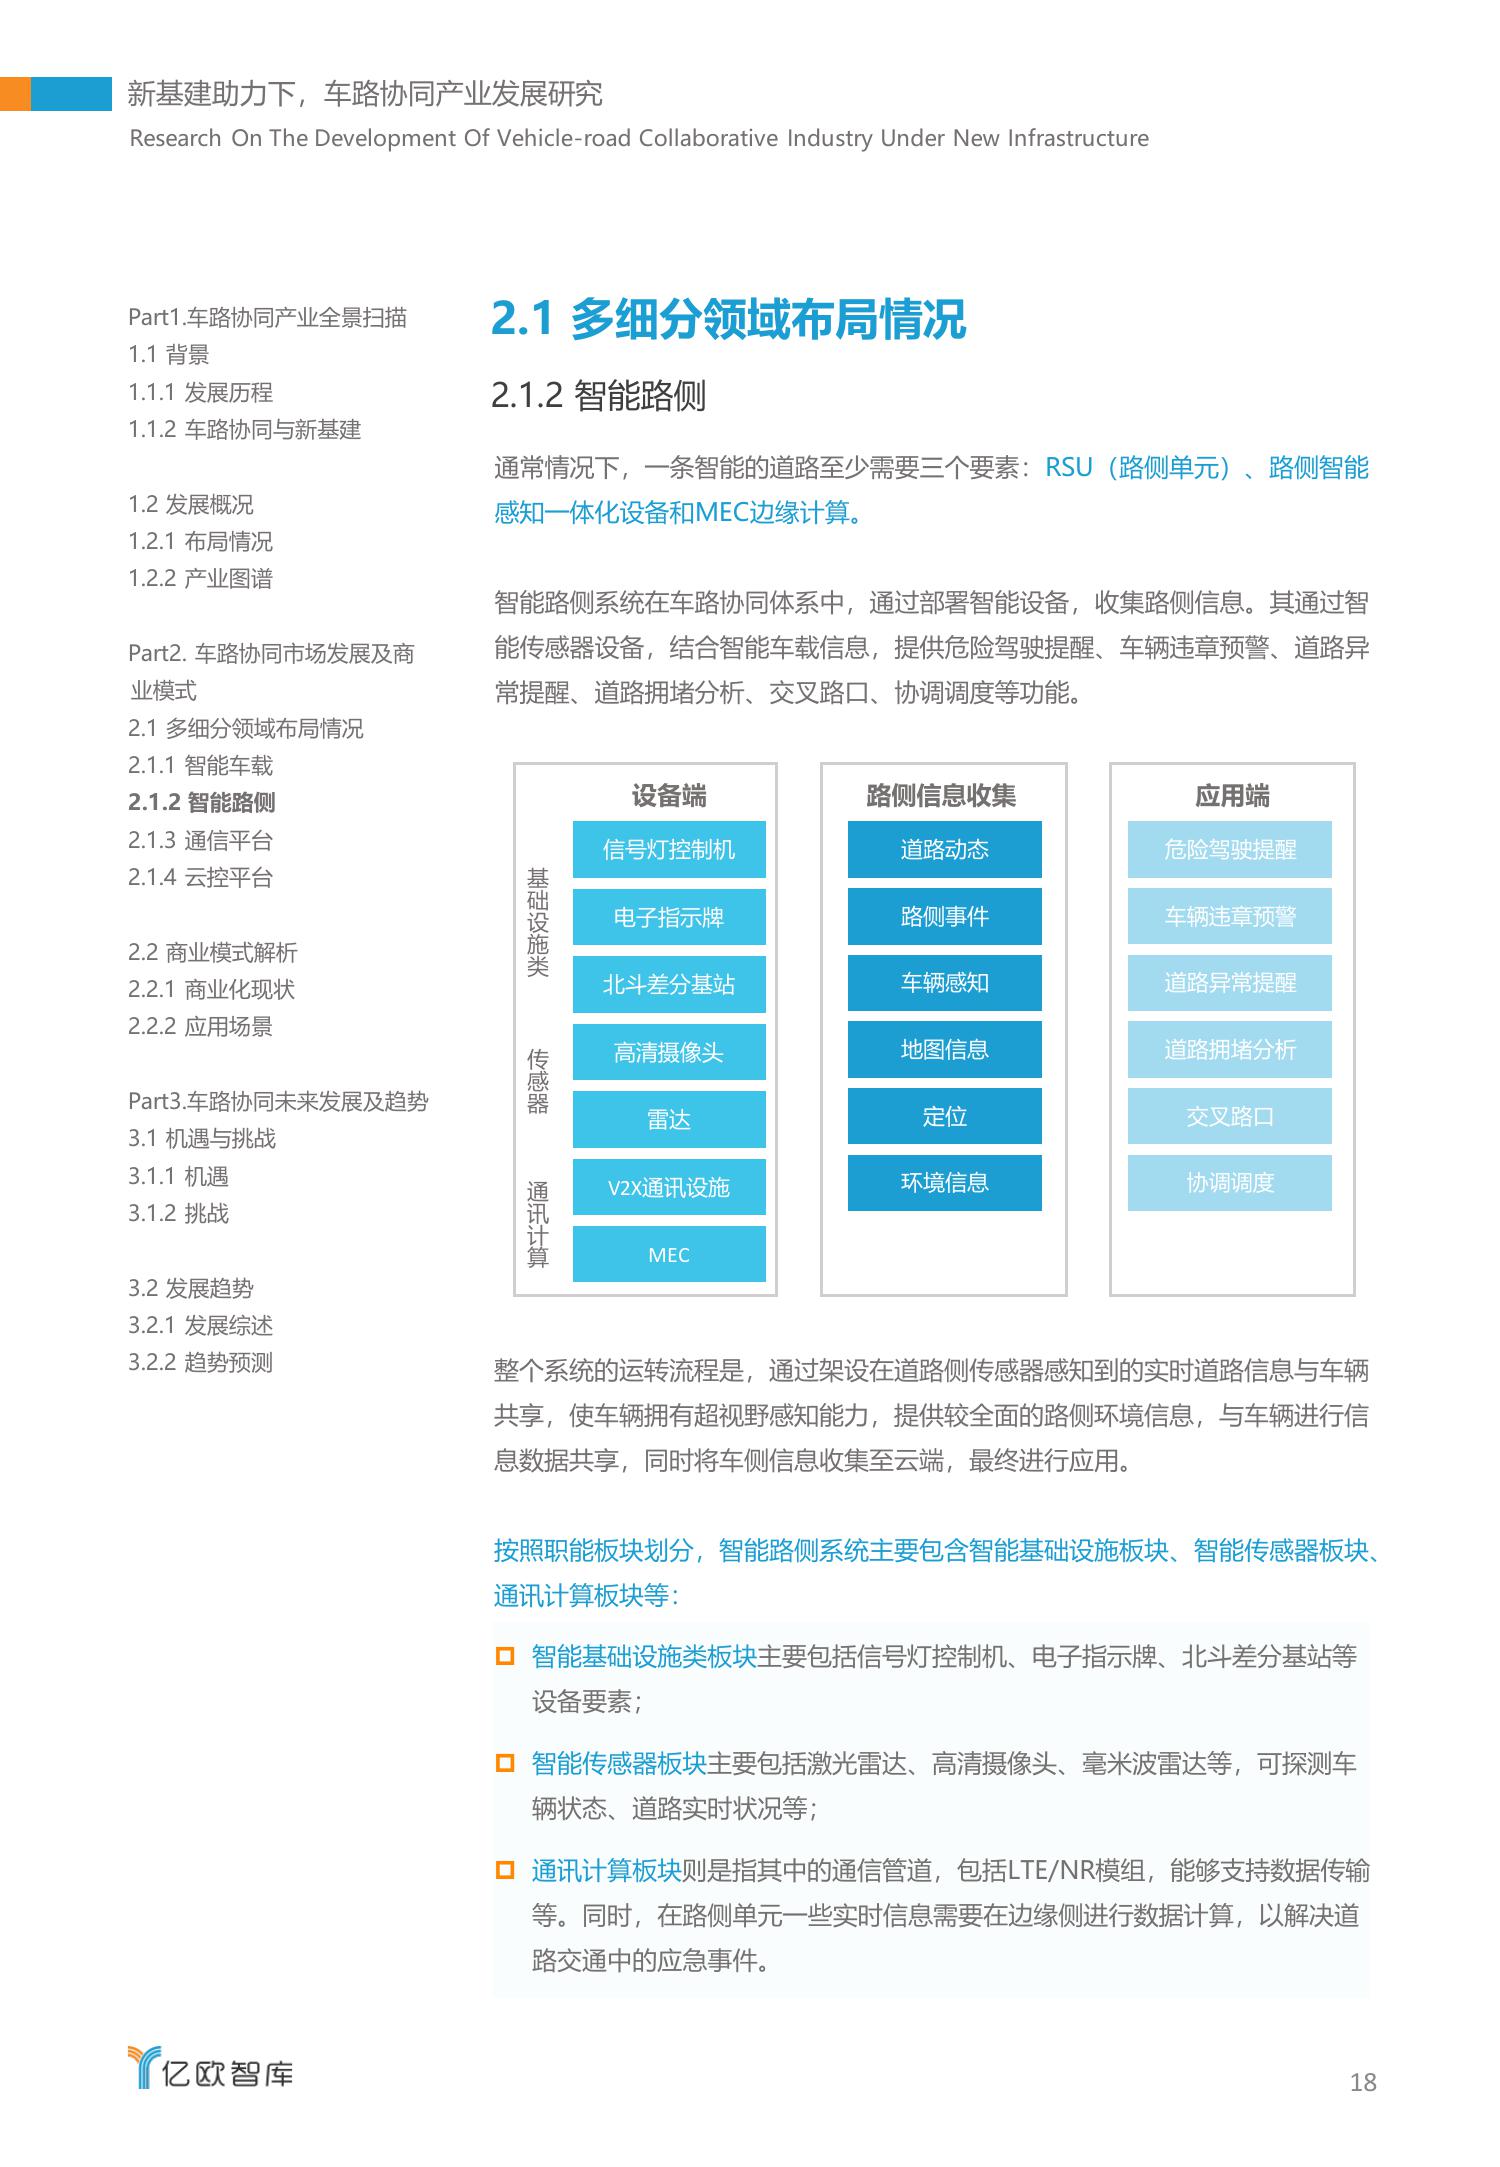 新基建助力下，车路协同产业发展研究
Research On The Development Of Vehicle-road Collaborative Industry Under New Infrastructure
Part1.车路协同产业全景扫描
1.1 背景
1.1.1 发展历程
1.1.2 车路协同与新基建
1.2 发展概况
1.2.1 布局情况
1.2.2 产业图谱
Part2. 车路协同市场发展及商
业模式
2.1 多细分领域布局情况
2.1.1 智能车载
2.1.2 智能路侧
2.1.3 通信平台
2.1.4 云控平台
2.2 商业模式解析
2.2.1 商业化现状
2.2.2 应用场景
Part3.车路协同未来发展及趋势
3.1 机遇与挑战
3.1.1 机遇
3.1.2 挑战
3.2 发展趋势
3.2.1 发展综述
3.2.2 趋势预测
2.1 多细分领域布局情况
2.1.2 智能路侧
通常情况下，一条智能的道路至少需要三个要素：RSU（路侧单元）、路侧智能
感知一体化设备和MEC边缘计算。
智能路侧系统在车路协同体系中，通过部署智能设备，收集路侧信息。其通过智
能传感器设备，结合智能车载信息，提供危险驾驶提醒、车辆违章预警、道路异
常提醒、道路拥堵分析、交叉路口、协调调度等功能。
设备端
基础设施类
信号灯控制机
电子指示牌
北斗差分基站
传感器
高清摄像头
雷达
通讯计算
V2X通讯设施
MEC
路侧信息收集
道路动态
路侧事件
车辆感知
地图信息
定位
环境信息
应用端
危险驾驶提醒
车辆违章预警
道路异常提醒
道路拥堵分析
交叉路口
协调调度
整个系统的运转流程是，通过架设在道路侧传感器感知到的实时道路信息与车辆
共享，使车辆拥有超视野感知能力，提供较全面的路侧环境信息，与车辆进行信
息数据共享，同时将车侧信息收集至云端，最终进行应用。
按照职能板块划分，智能路侧系统主要包含智能基础设施板块、智能传感器板块、
通讯计算板块等：
智能基础设施类板块主要包括信号灯控制机、电子指示牌、北斗差分基站等
设备要素；
智能传感器板块主要包括激光雷达、高清摄像头、毫米波雷达等，可探测车
辆状态、道路实时状况等；
通讯计算板块则是指其中的通信管道，包括LTE/NR模组，能够支持数据传输
等。同时，在路侧单元一些实时信息需要在边缘侧进行数据计算，以解决道
路交通中的应急事件。
亿欧智库
18